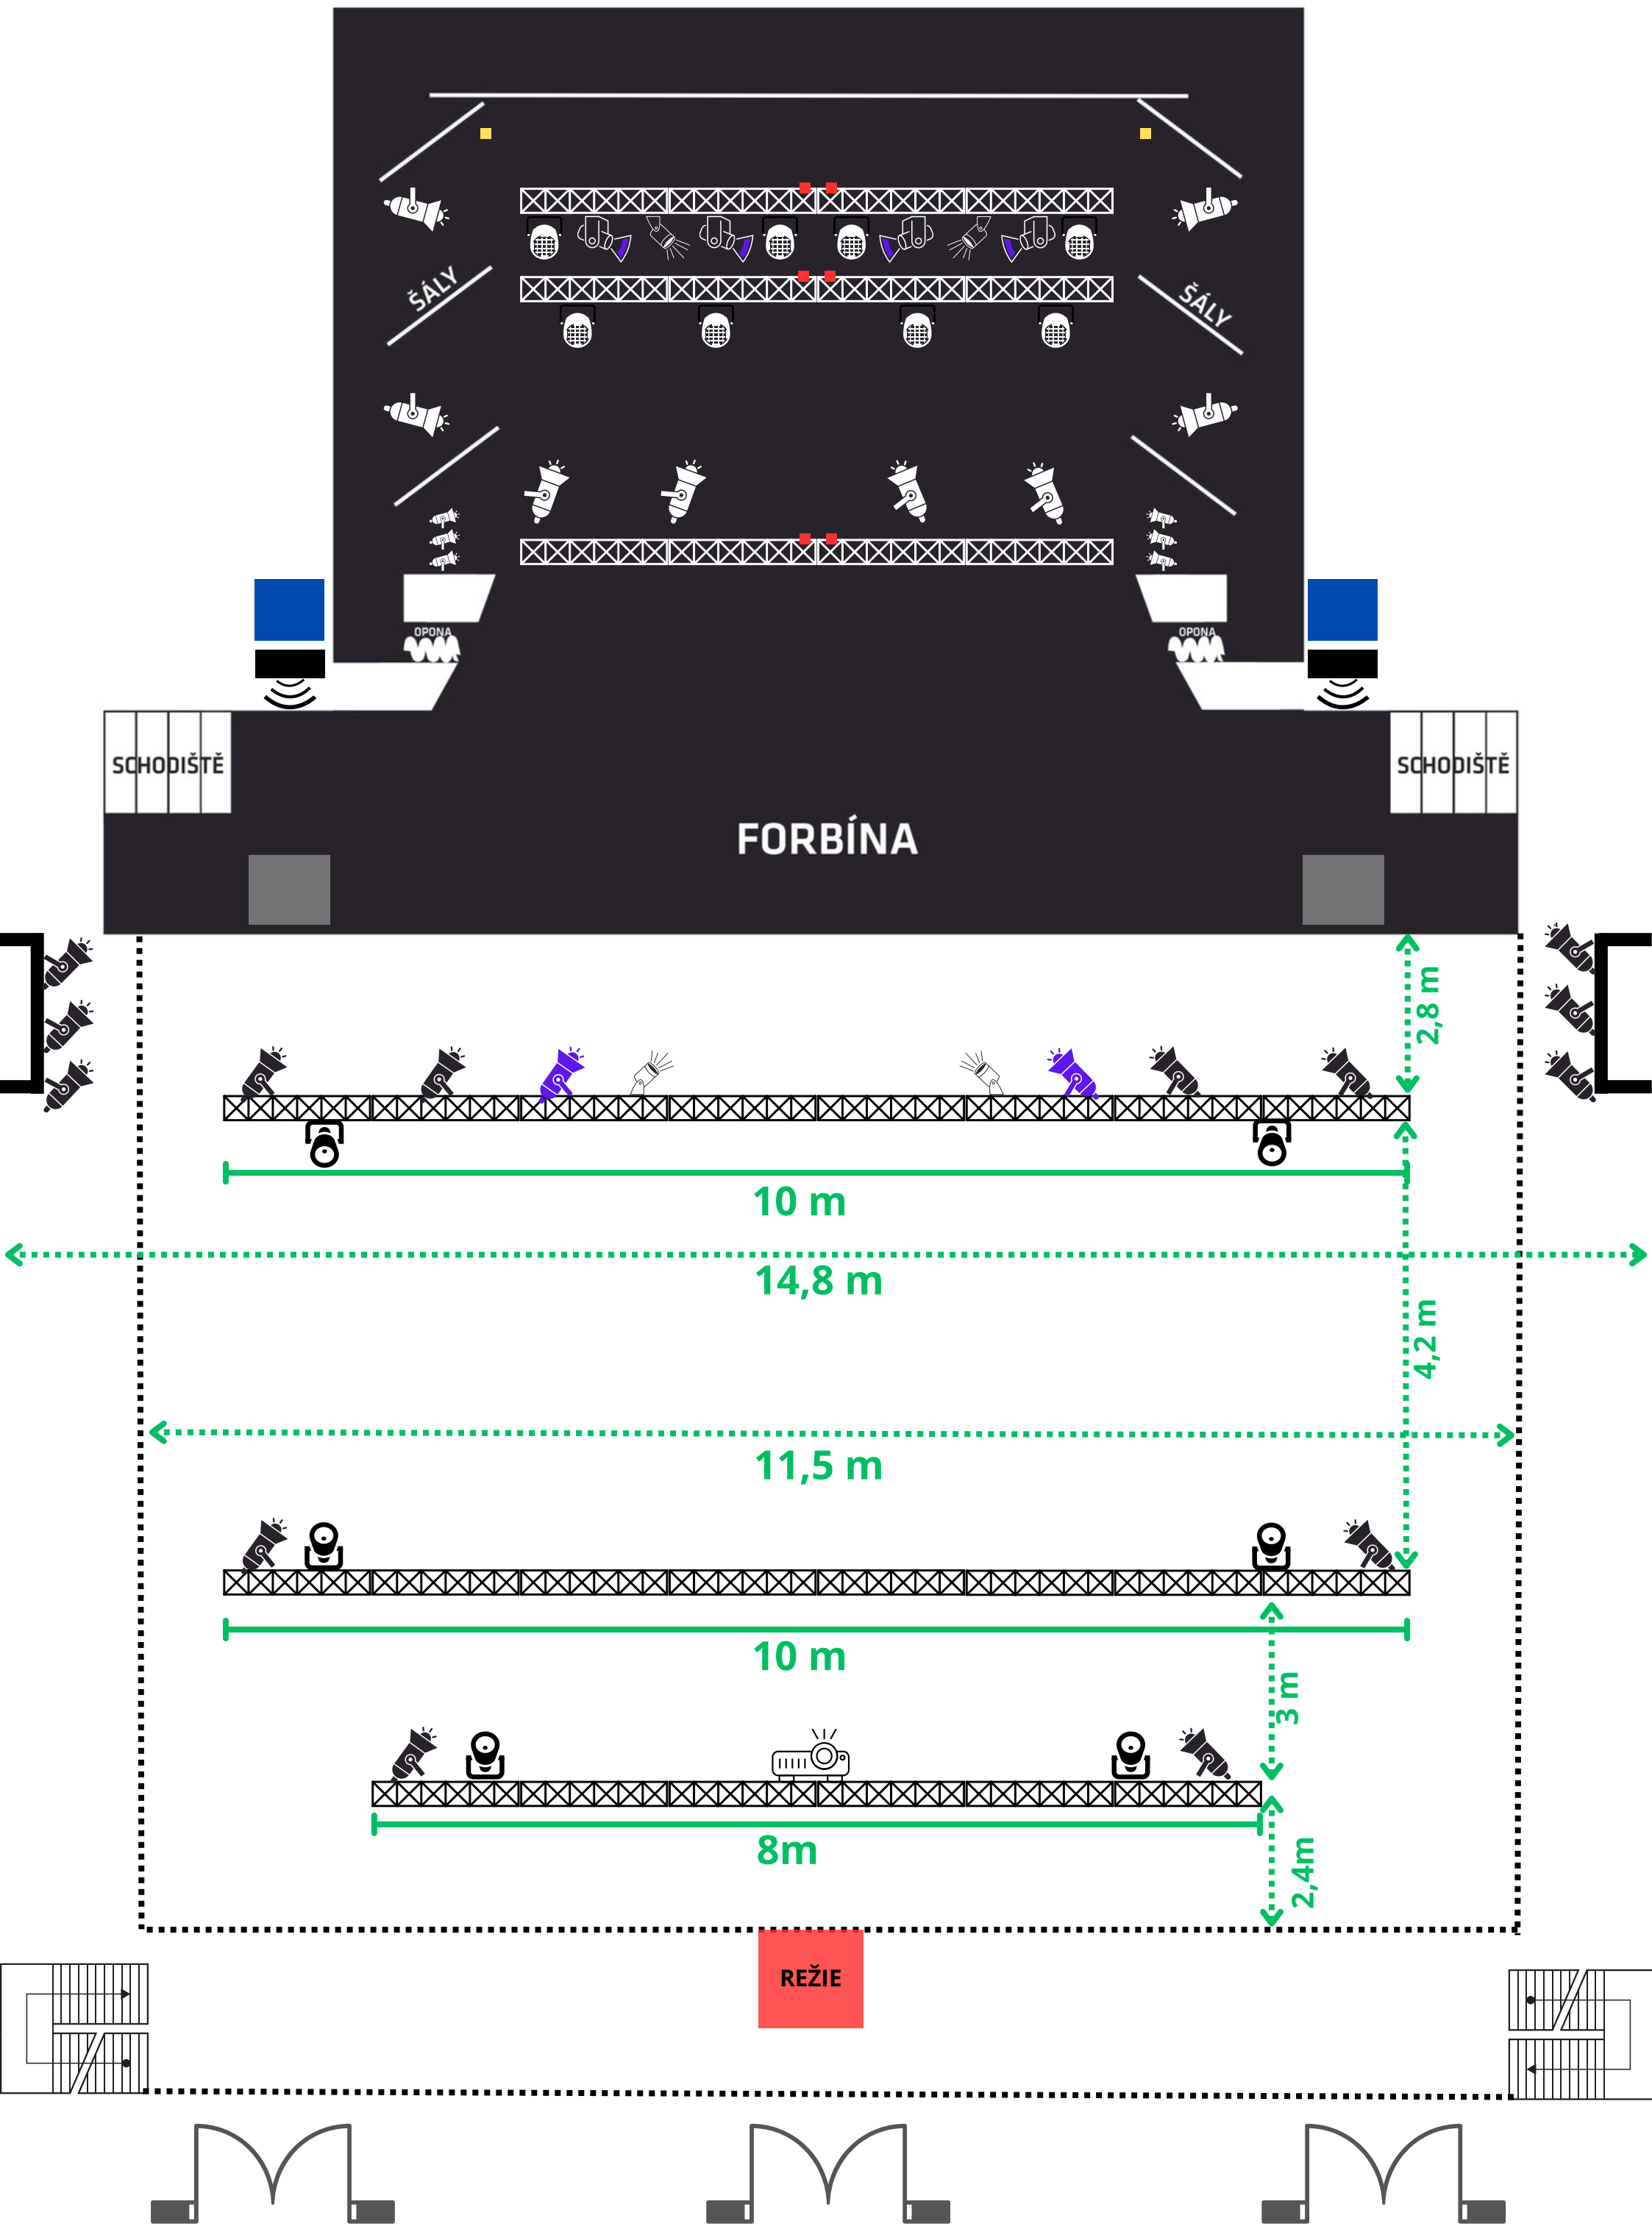 ŠÁLY
ŠÁLY
OPONA
OPONA
SCHODIŠTĚ
SCHODIŠTĚ
FORBÍNA
2,8 m
10 m
14,8 m
4,2 m
11,5 m
10 m
3 m
8m
2,4m
REŽIE